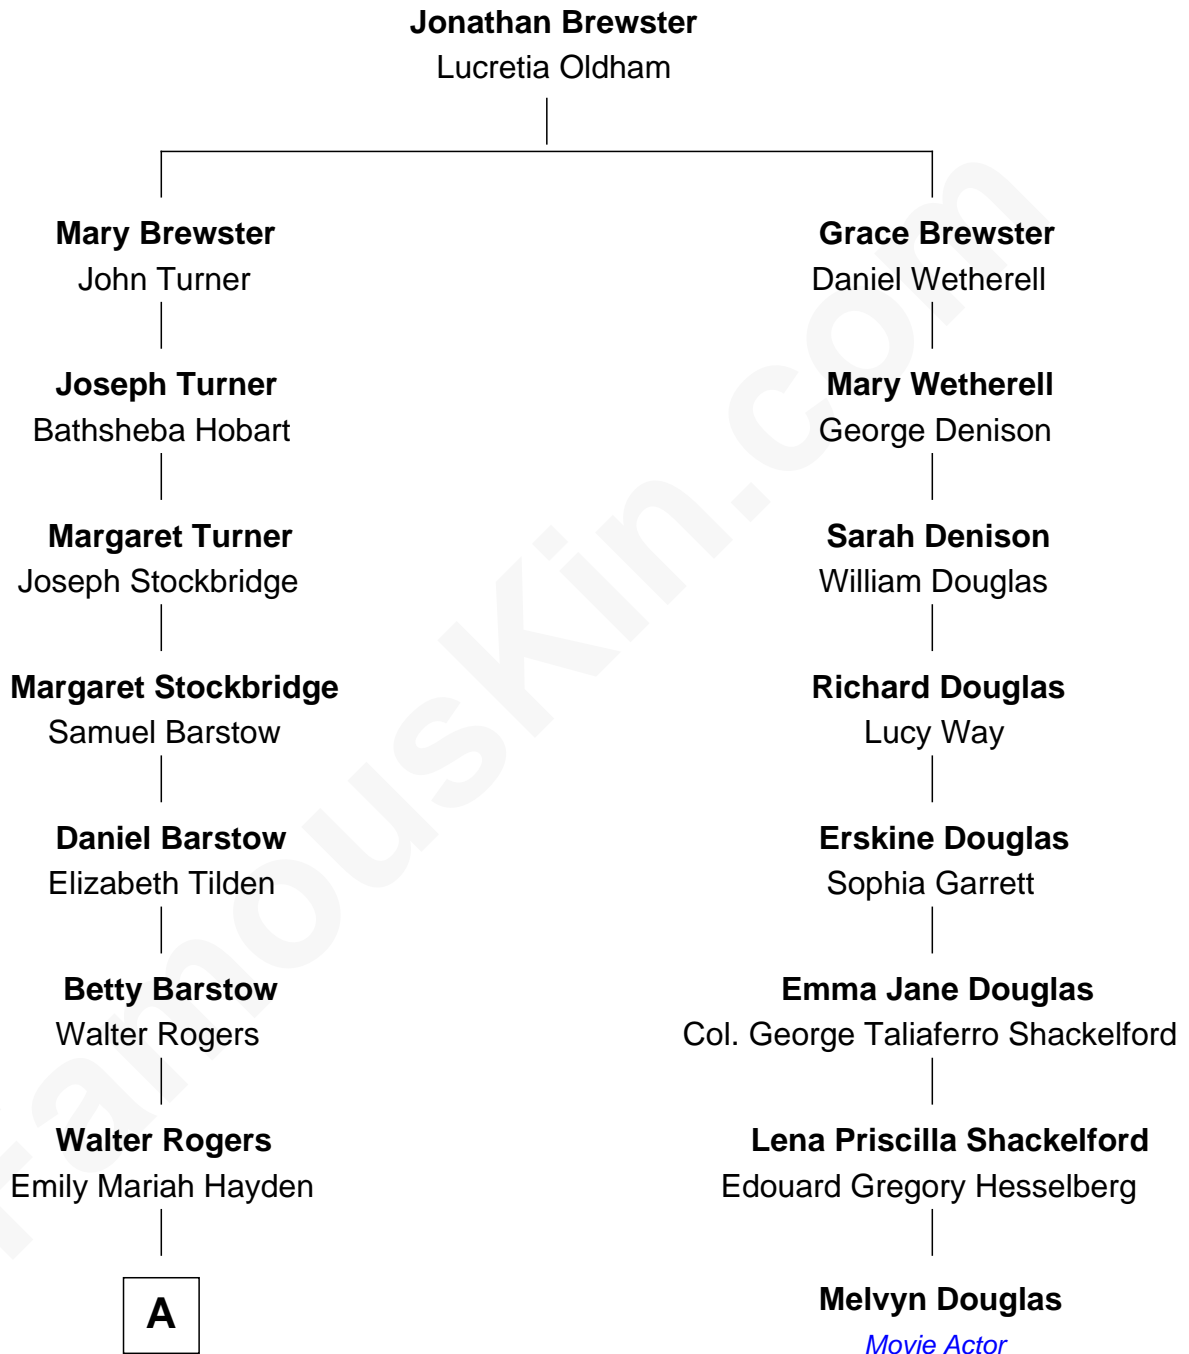 Jonathan Brewster
Lucretia Oldham
Mary Brewster
John Turner
Grace Brewster
Daniel Wetherell
Joseph Turner
Bathsheba Hobart
Mary Wetherell
George Denison
Margaret Turner
Joseph Stockbridge
Sarah Denison
William Douglas
Margaret Stockbridge
Samuel Barstow
Richard Douglas
Lucy Way
Daniel Barstow
Elizabeth Tilden
Erskine Douglas
Sophia Garrett
Betty Barstow
Walter Rogers
Emma Jane Douglas
Col. George Taliaferro Shackelford
Walter Rogers
Emily Mariah Hayden
Lena Priscilla Shackelford
Edouard Gregory Hesselberg
A
Melvyn Douglas
Movie Actor
FamousKin.com